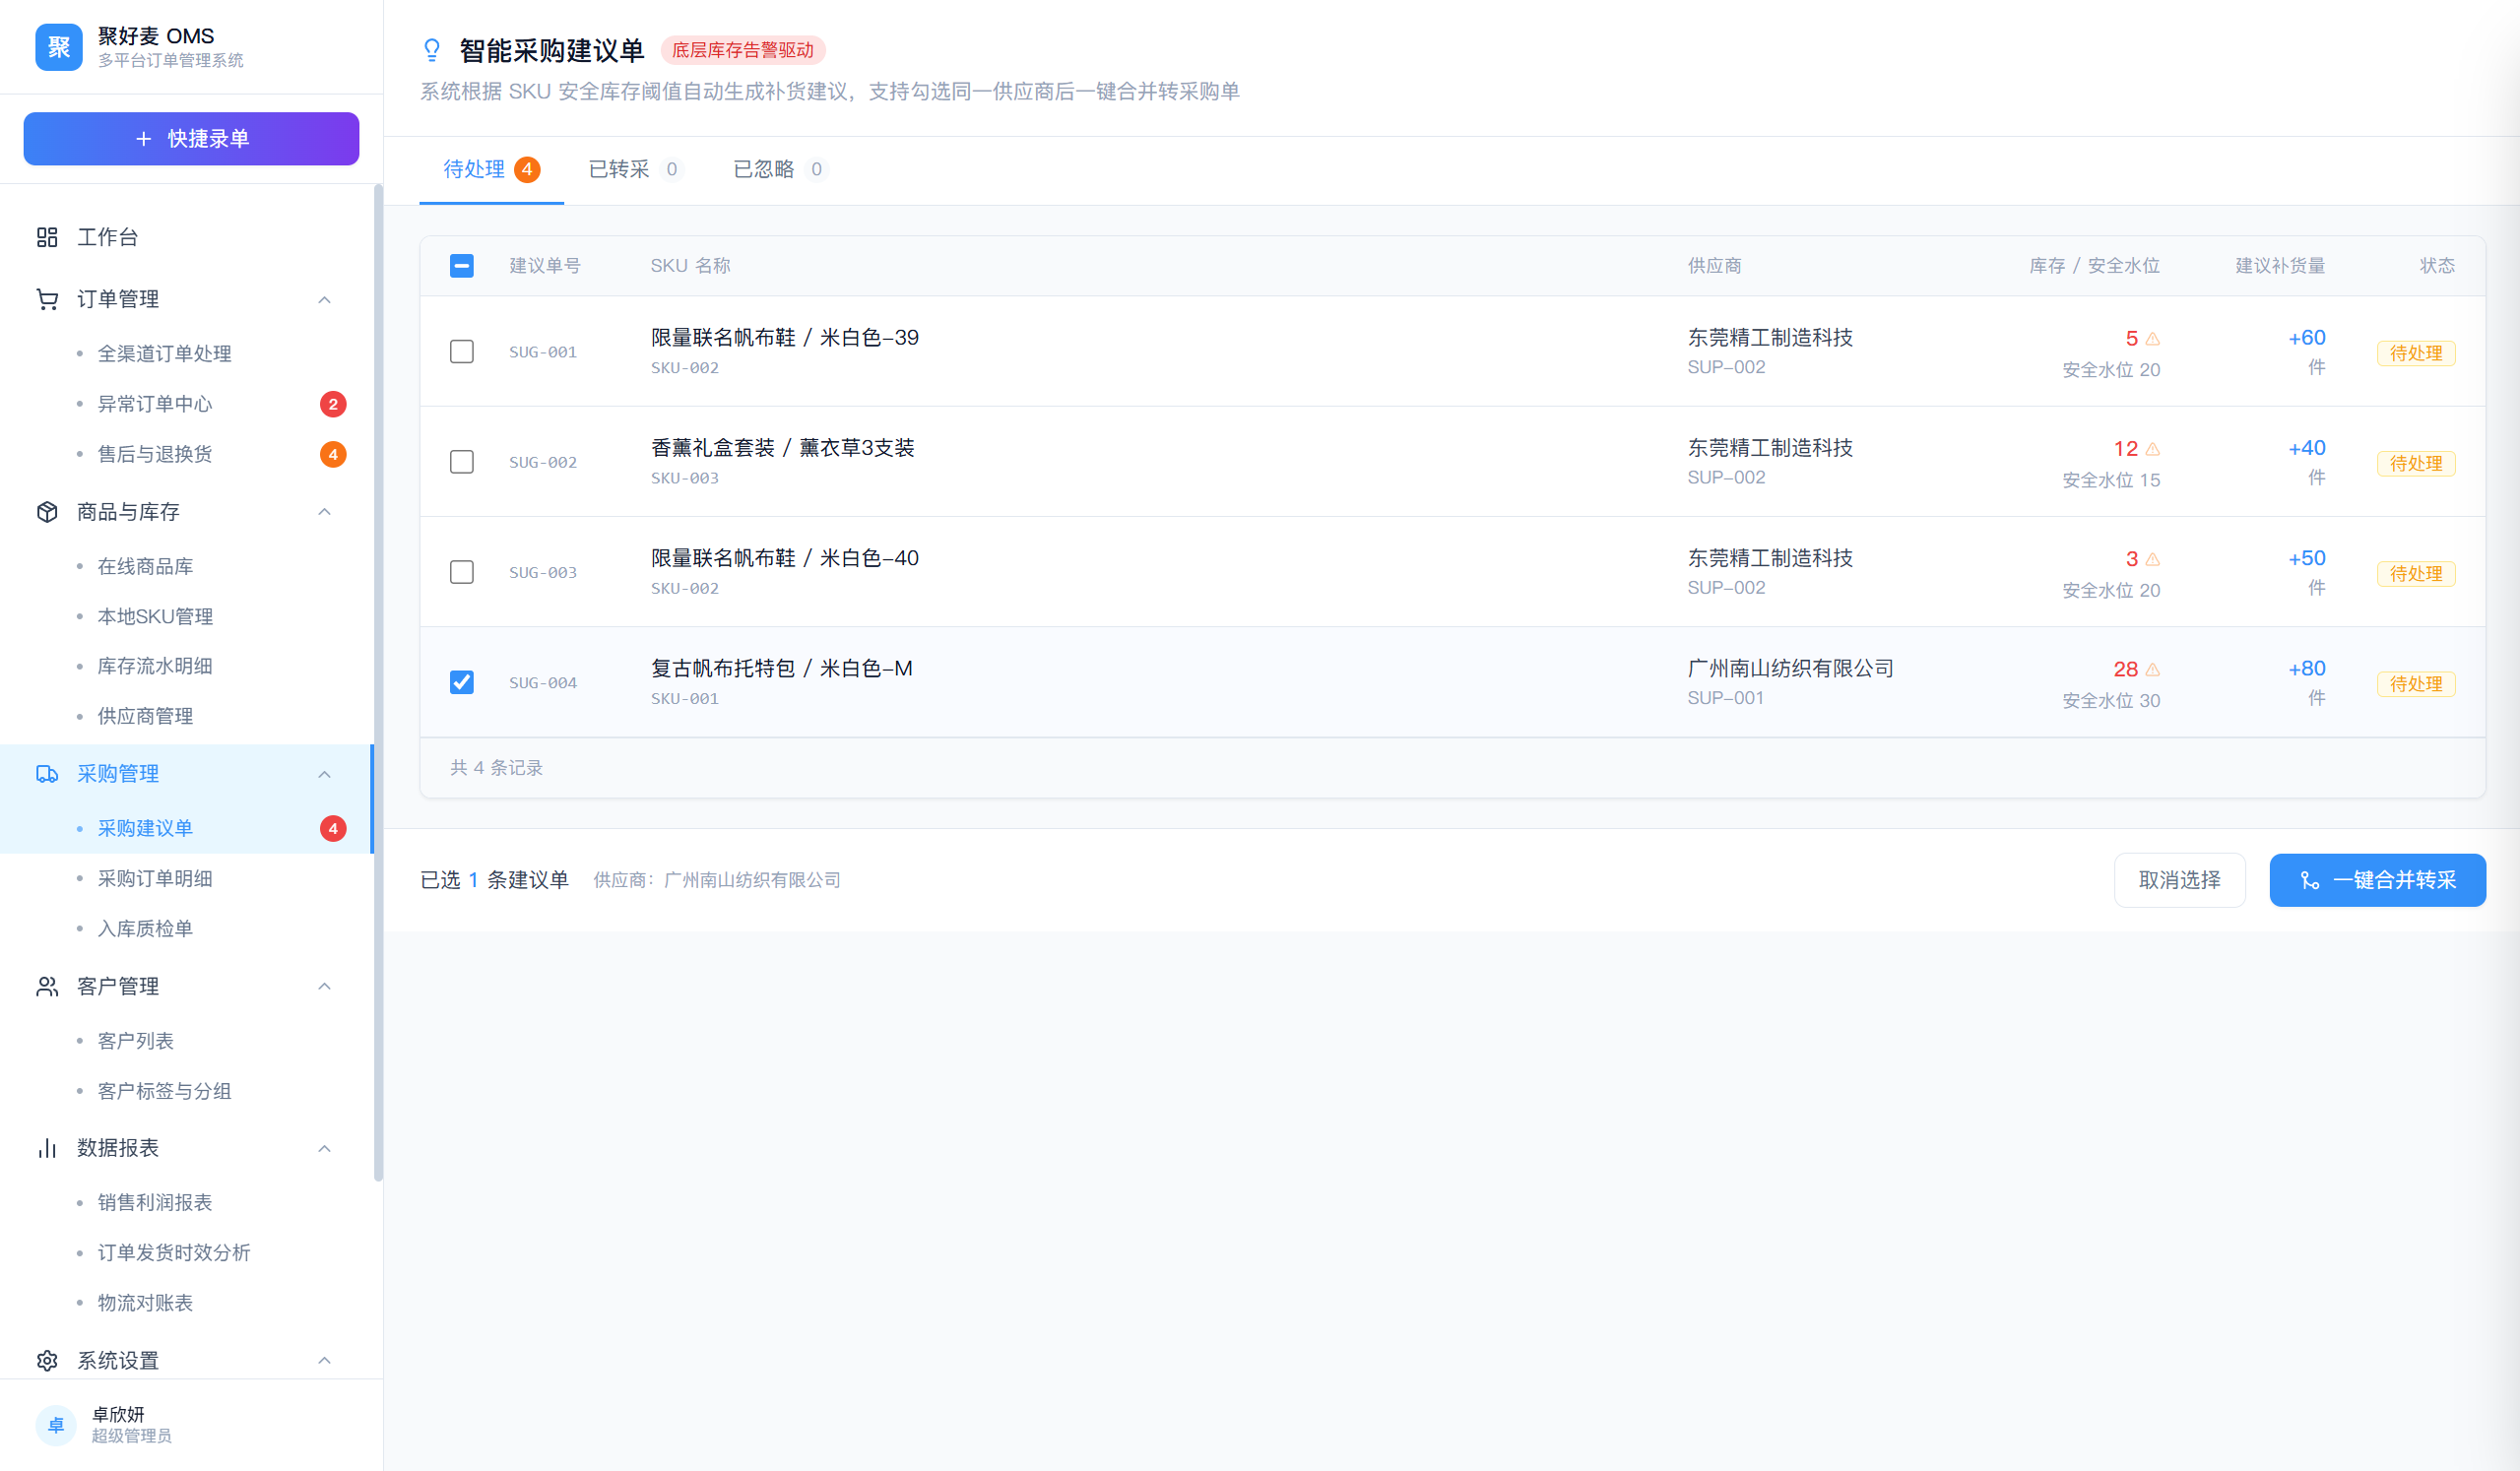 聚
聚好麦 OMS
多平台订单管理系统
快捷录单
工作台
订单管理
全渠道订单处理
异常订单中心 2
售后与退换货 4
商品与库存
在线商品库
本地SKU管理
库存流水明细
供应商管理
采购管理
采购建议单 4
采购订单明细
入库质检单
客户管理
客户列表
客户标签与分组
数据报表
销售利润报表
订单发货时效分析
物流对账表
系统设置
卓
卓欣妍
超级管理员
智能采购建议单 底层库存告警驱动
系统根据 SKU 安全库存阈值自动生成补货建议，支持勾选同一供应商后一键合并转采购单
待处理 4 已转采 0 已忽略 0
建议单号 SKU 名称 供应商 库存 / 安全水位 建议补货量 状态
限量联名帆布鞋 / 米白色-39 东莞精工制造科技 5 +60
SUG-001 待处理
SKU-002 SUP-002 安全水位 20 件
香薰礼盒套装 / 薰衣草3支装 东莞精工制造科技 12 +40
SUG-002 待处理
SKU-003 SUP-002 安全水位 15 件
限量联名帆布鞋 / 米白色-40 东莞精工制造科技 3 +50
SUG-003 待处理
SKU-002 SUP-002 安全水位 20 件
复古帆布托特包 / 米白色-M 广州南山纺织有限公司 28 +80
SUG-004 待处理
SKU-001 SUP-001 安全水位 30 件
共 4 条记录
已选 1 条建议单 供应商：广州南山纺织有限公司 取消选择 一键合并转采